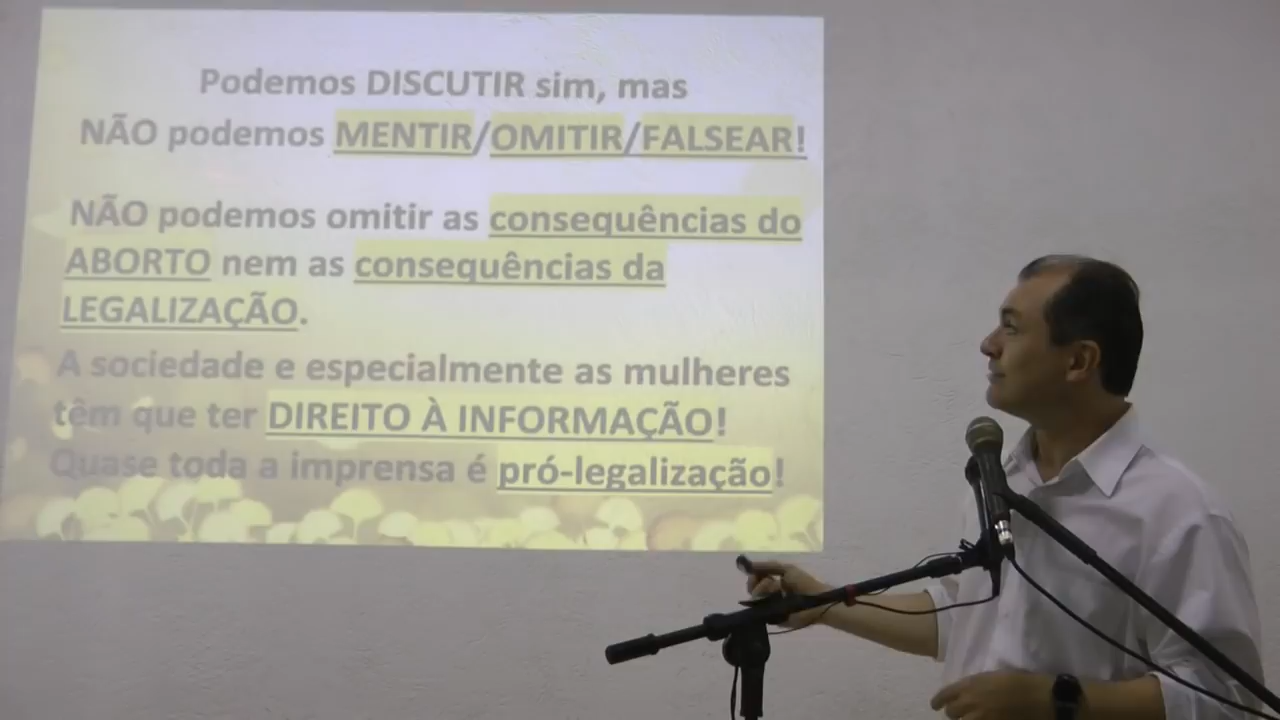 Podemos DISCUTIR sim, mas
NÃO podemos MENTIR/OMITIR/FALSEAR!
NÃO podemos omitir as consequências do
ABORTO nem as consequências da
LEGALIZAÇÃO.
A sociedade e especialmente as mulheres
têm que ter DIREITO À INFORMAÇÃO!
Quase toda a imprensa é pró-legalização!